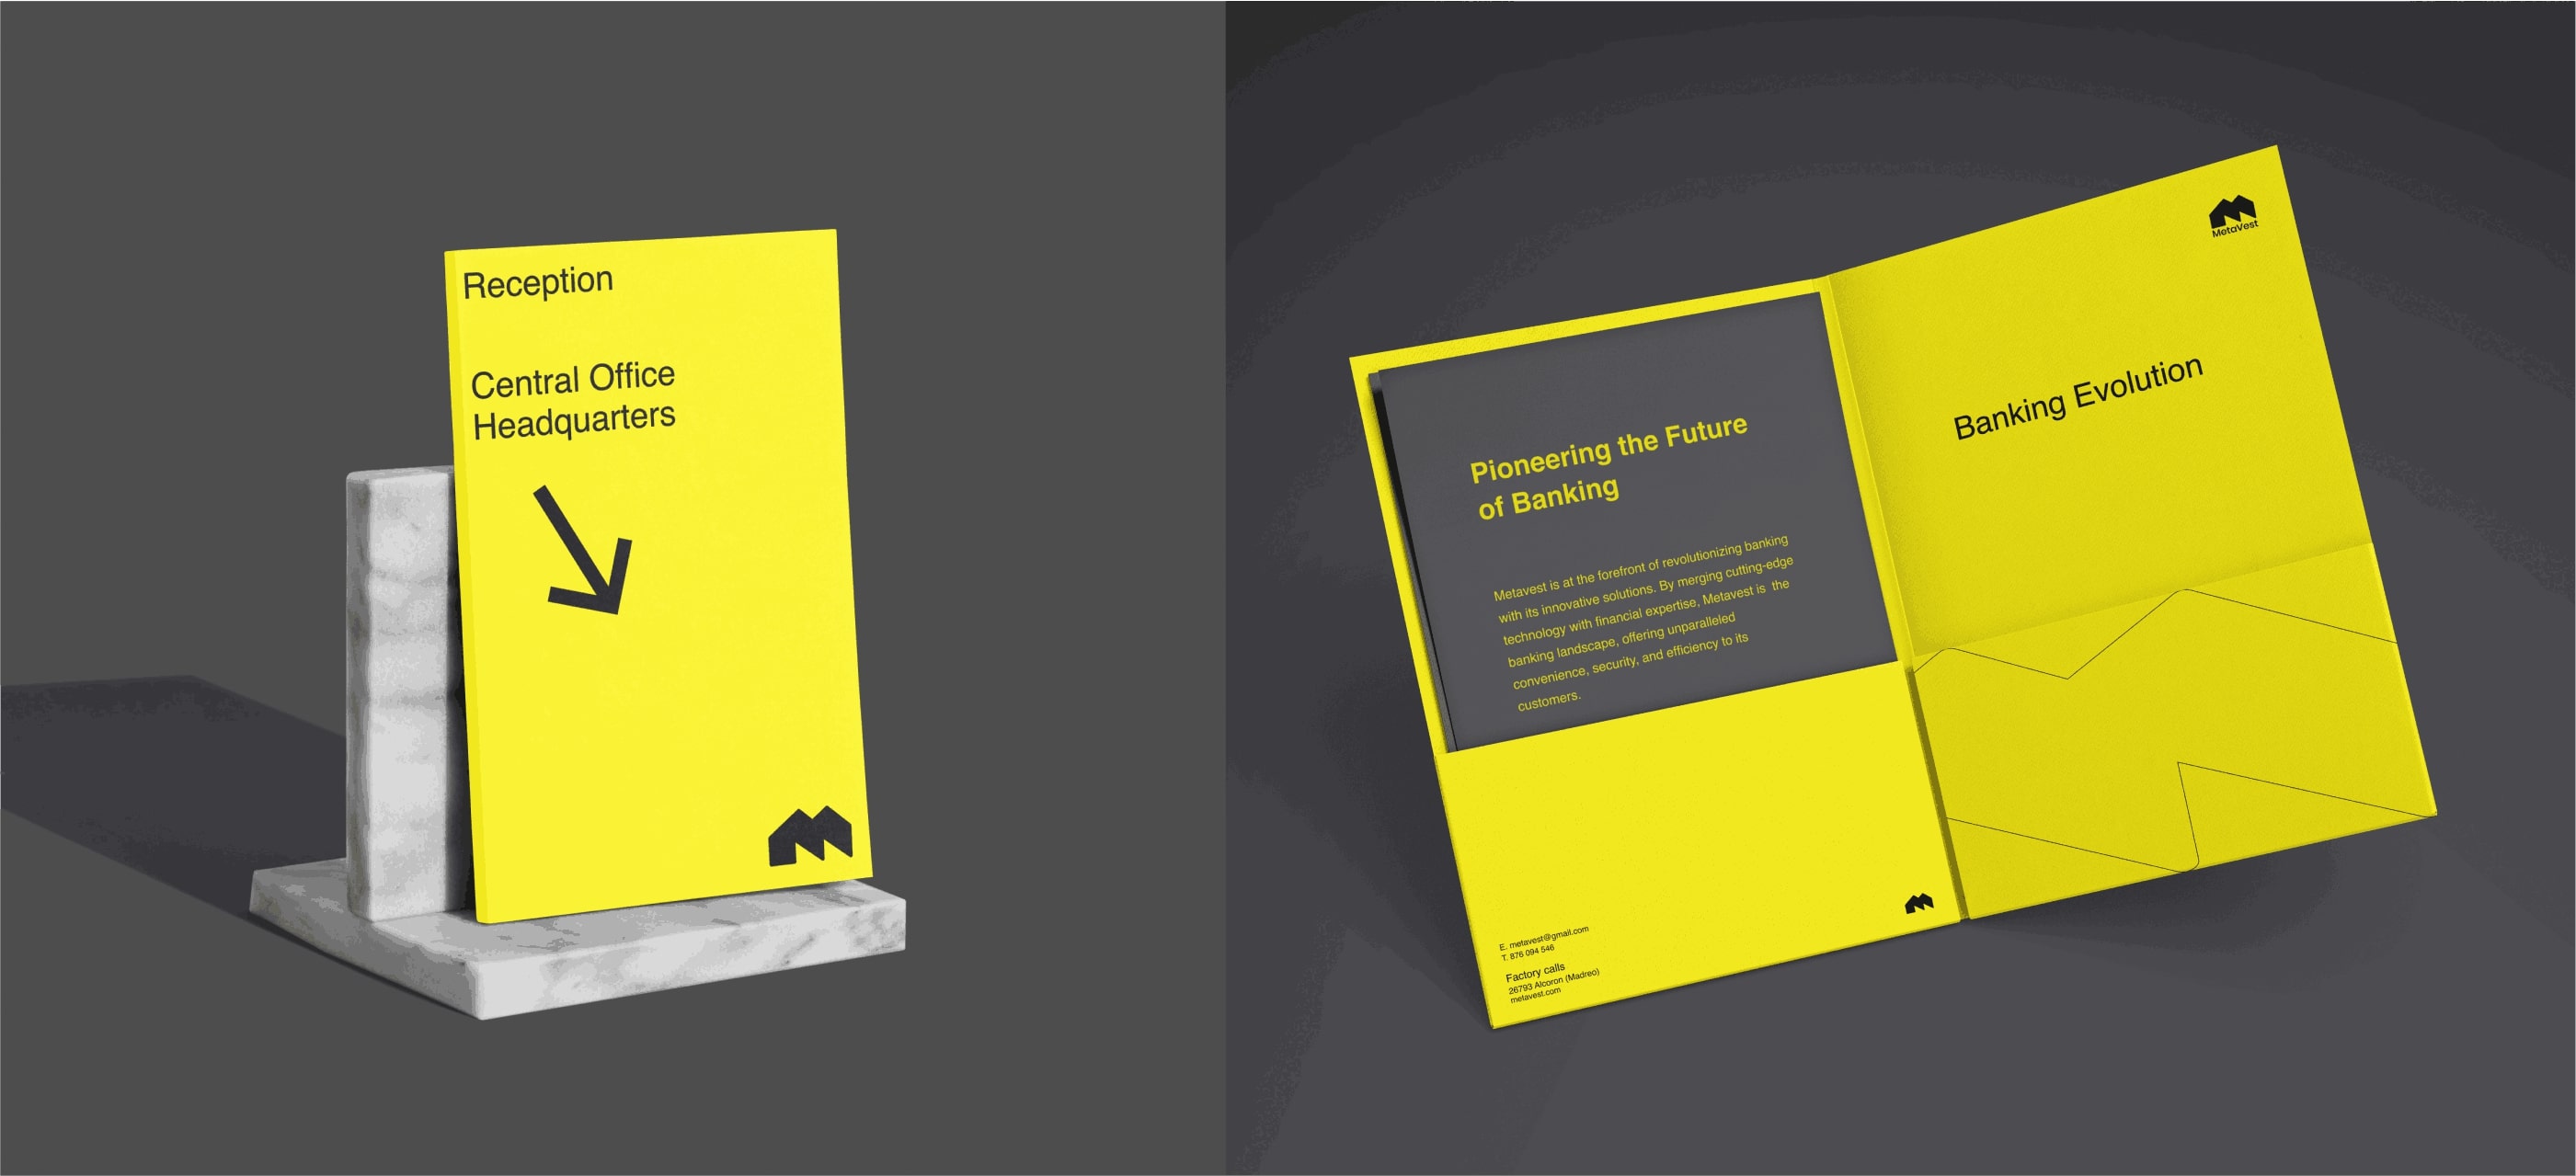 Reception
Central Office
Headquarters
Pioneering the Future
of Banking
Metavest is at the forefront of revolutionizing banking
with its innovative solutions. By merging cutting-edge
technology with financial expertise, Metavest is the
banking landscape, offering unparalleled
convenience, security, and efficiency to its
customers.
E. metavest@gmail.com
T. 876 094 546
Factory calls
26793 Alcoron (Madreo)
metavest.com
MetaVest
Banking Evolution